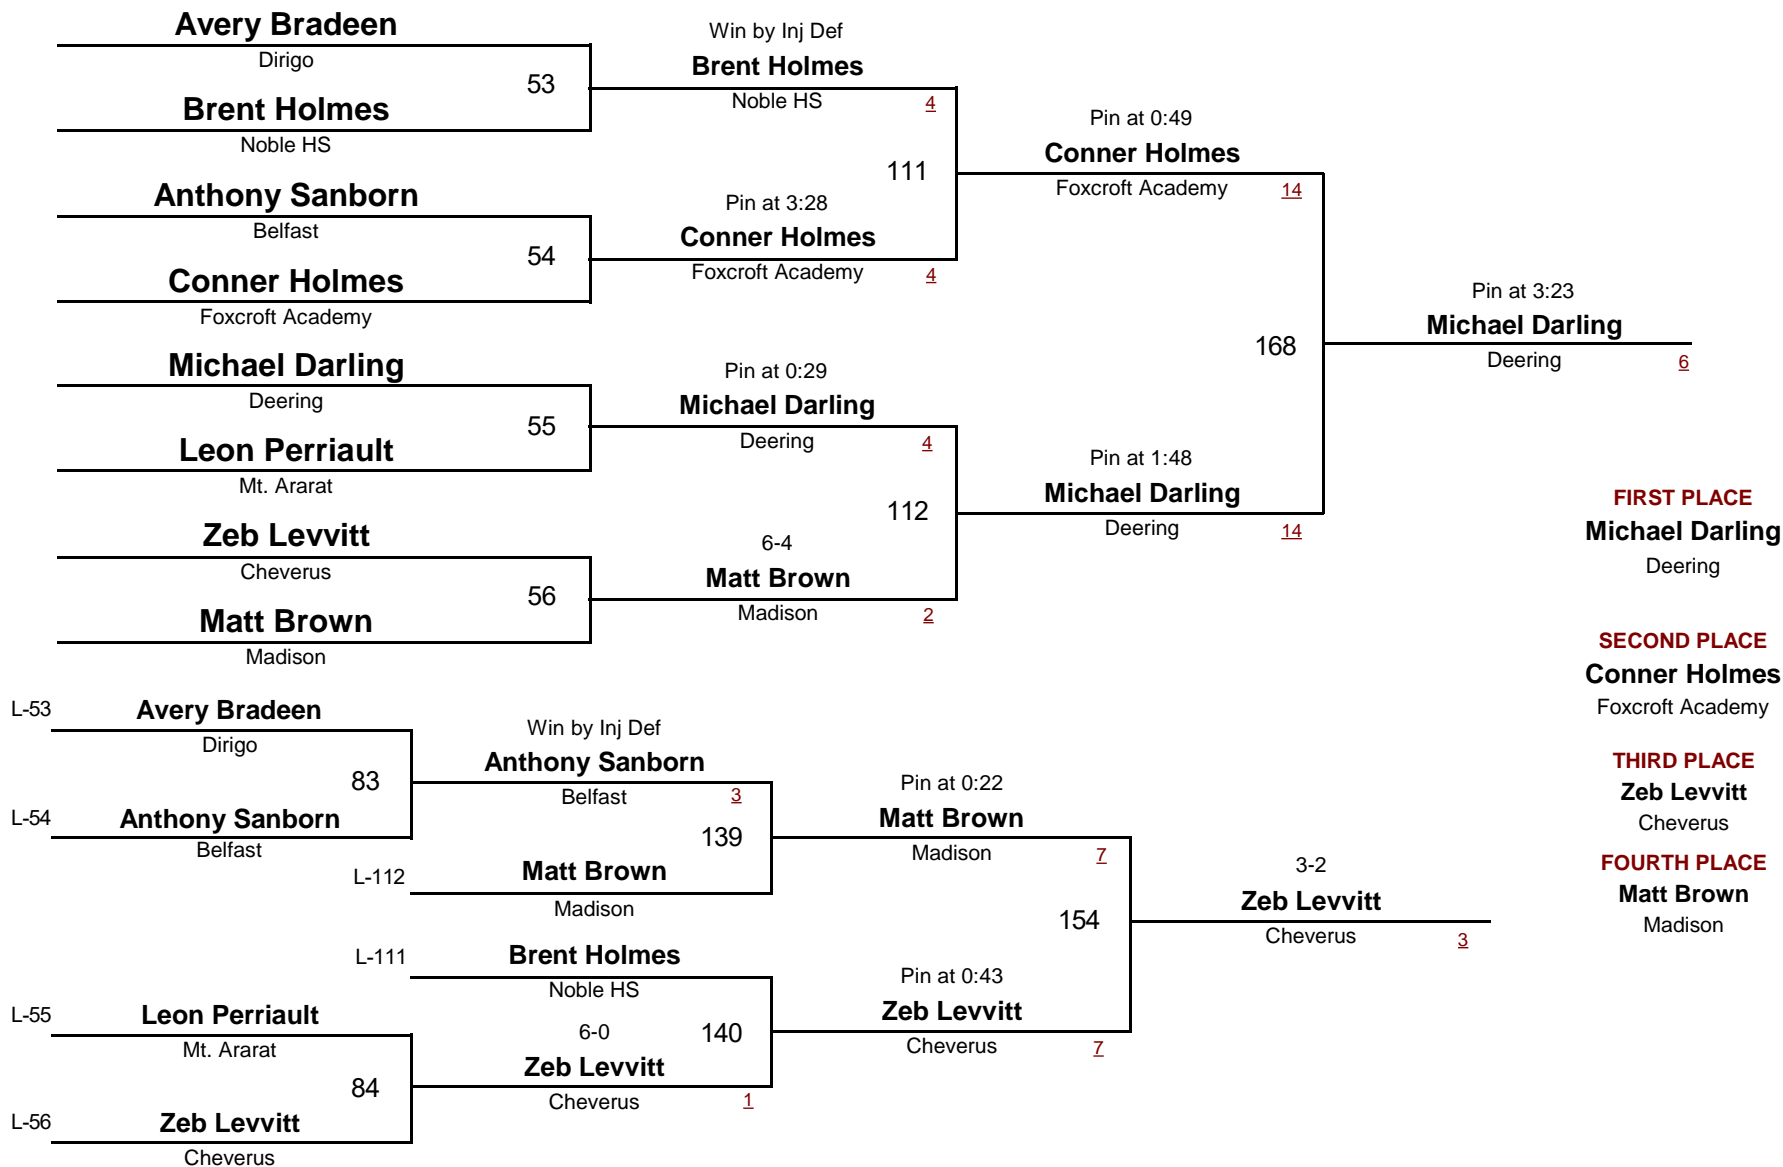 Avery Bradeen
Dirigo
53
Brent Holmes
Noble HS
Win by Inj Def
Brent Holmes
Noble HS
4
111
Anthony Sanborn
Belfast
54
Conner Holmes
Foxcroft Academy
Pin at 3:28
Conner Holmes
Foxcroft Academy
4
Pin at 0:49
Conner Holmes
Foxcroft Academy
14
168
Michael Darling
Deering
55
Leon Perriault
Mt. Ararat
Pin at 0:29
Michael Darling
Deering
4
112
Zeb Levvitt
Cheverus
56
Matt Brown
Madison
6-4
Matt Brown
Madison
2
Pin at 1:48
Michael Darling
Deering
14
Pin at 3:23
Michael Darling
Deering
6
FIRST PLACE
Michael Darling
Deering
SECOND PLACE
Conner Holmes
Foxcroft Academy
THIRD PLACE
Zeb Levvitt
Cheverus
FOURTH PLACE
Matt Brown
Madison
L-53
Avery Bradeen
Dirigo
83
L-54
Anthony Sanborn
Belfast
Win by Inj Def
Anthony Sanborn
Belfast
3
139
L-112
Matt Brown
Madison
Pin at 0:22
Matt Brown
Madison
7
154
L-111
Brent Holmes
Noble HS
140
L-55
Leon Perriault
Mt. Ararat
84
L-56
Zeb Levvitt
Cheverus
6-0
Zeb Levvitt
Cheverus
1
Pin at 0:43
Zeb Levvitt
Cheverus
7
3-2
Zeb Levvitt
Cheverus
3